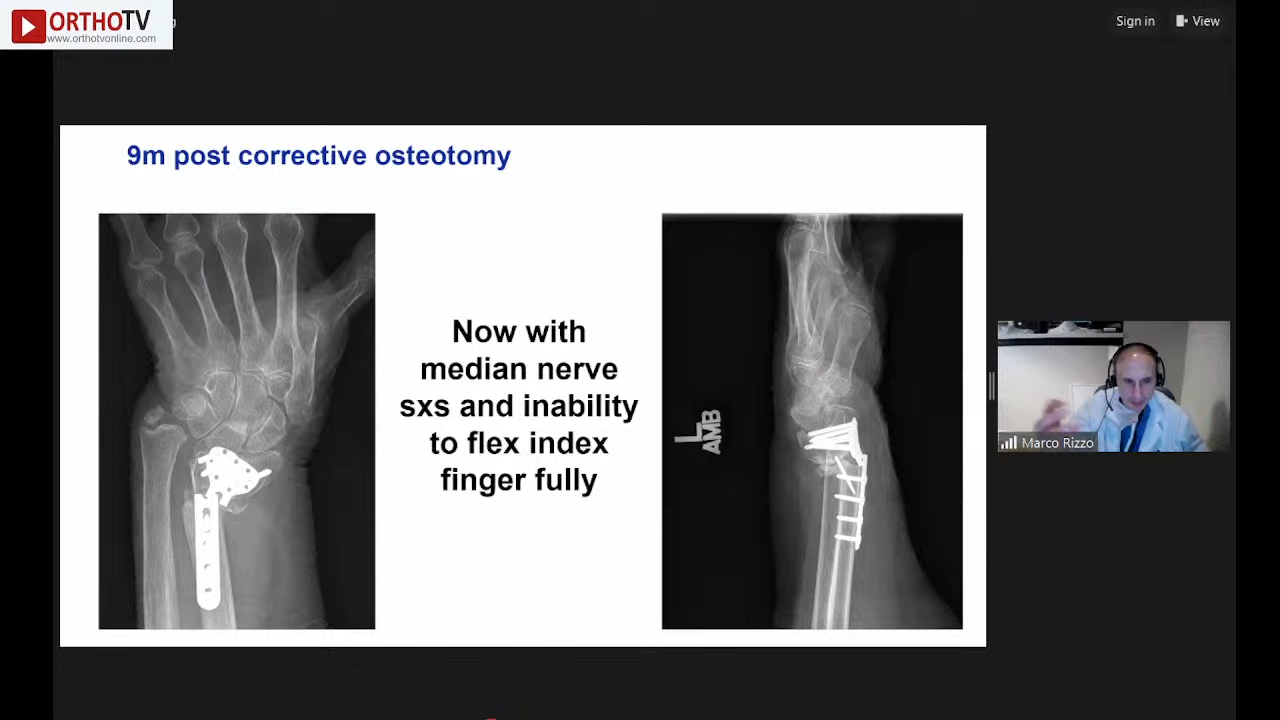 ORTHOTV
www.orthotvonline.com
Sign in
View
9m post corrective osteotomy
Now with
median nerve
sxs and inability
to flex index
finger fully
L
AMB
Marco Rizzo